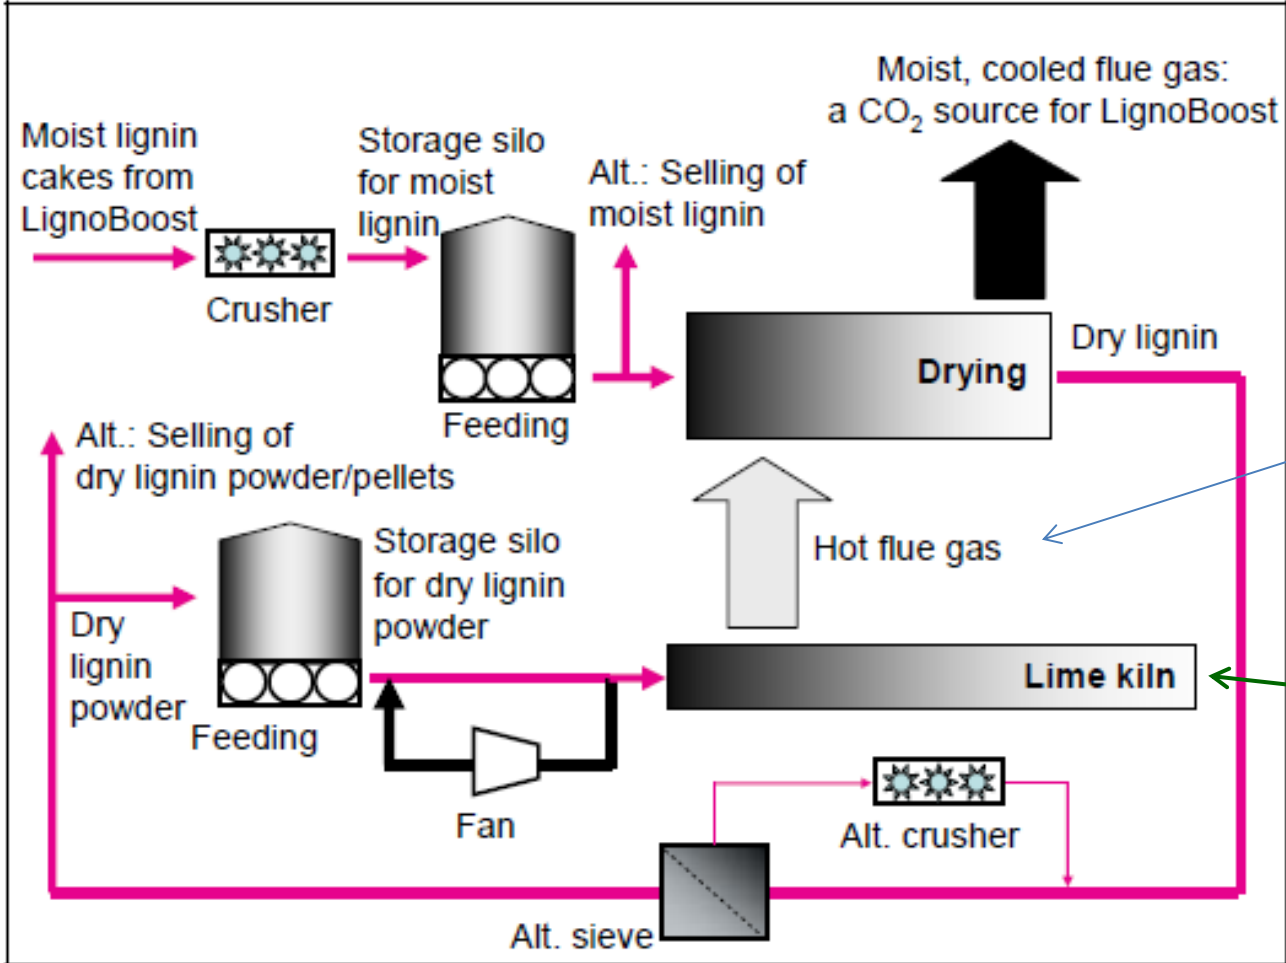 Moist, cooled flue gas:
a CO₂ source for LignoBoost
Moist lignin
cakes from
LignoBoost
Storage silo
for moist
lignin
Alt.: Selling of
moist lignin
Crusher
Feeding
Drying
Dry lignin
Alt.: Selling of
dry lignin powder/pellets
Storage silo
for dry lignin
powder
Hot flue gas
Dry
lignin
powder
Feeding
Lime kiln
Fan
Alt. crusher
Alt. sieve